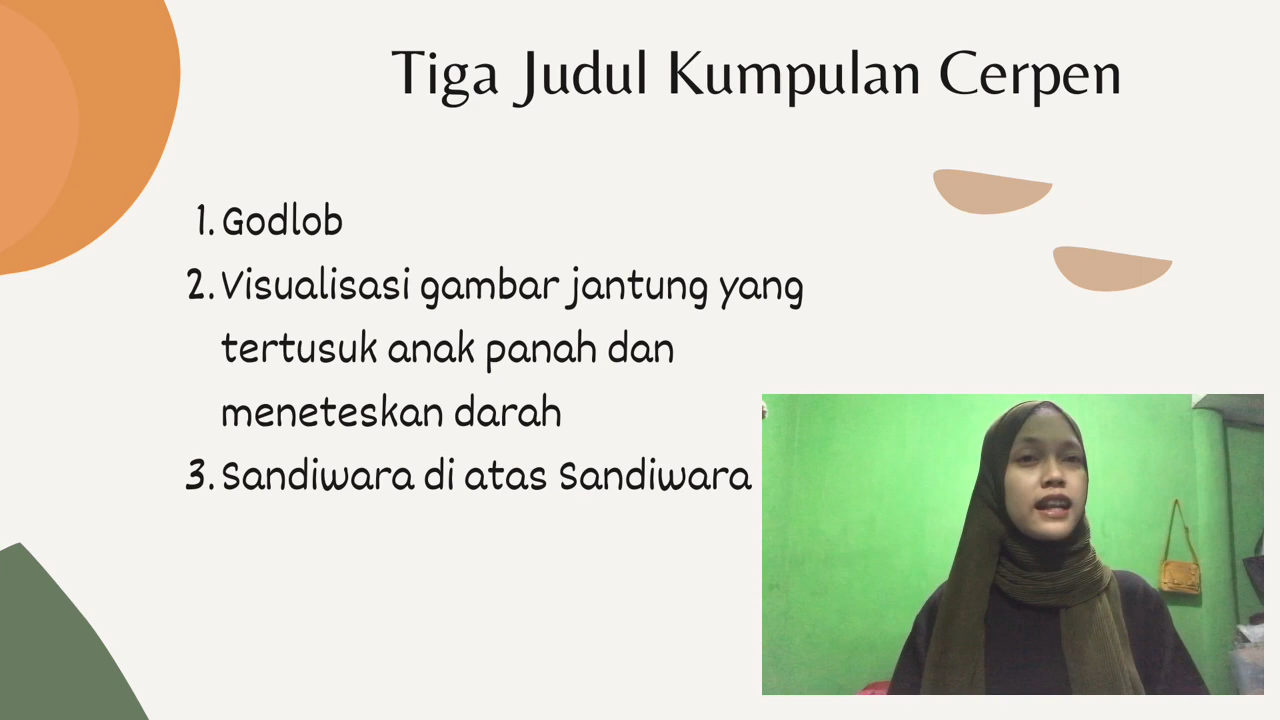 Tiga Judul Kumpulan Cerpen
1. Godlob
2. Visualisasi gambar jantung yang
tertusuk anak panah dan
meneteskan darah
3. Sandiwara di atas Sandiwara